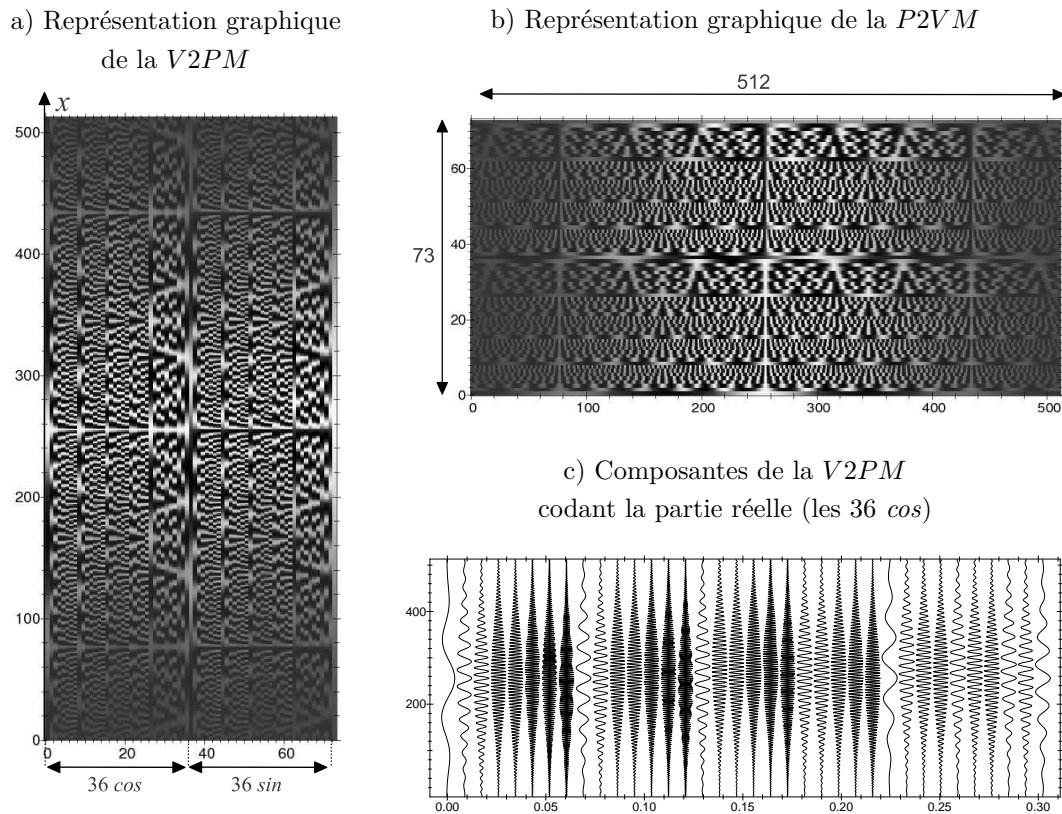 a) Représentation graphique
de la V2PM
x
500
400
300
200
100
0
0 20 40 60
36 cos 36 sin
b) Représentation graphique de la P2VM
512
73
60
40
20
0
0 100 200 300 400 500
c) Composantes de la V2PM
codant la partie réelle (les 36 cos)
400
200
0.00 0.05 0.10 0.15 0.20 0.25 0.30